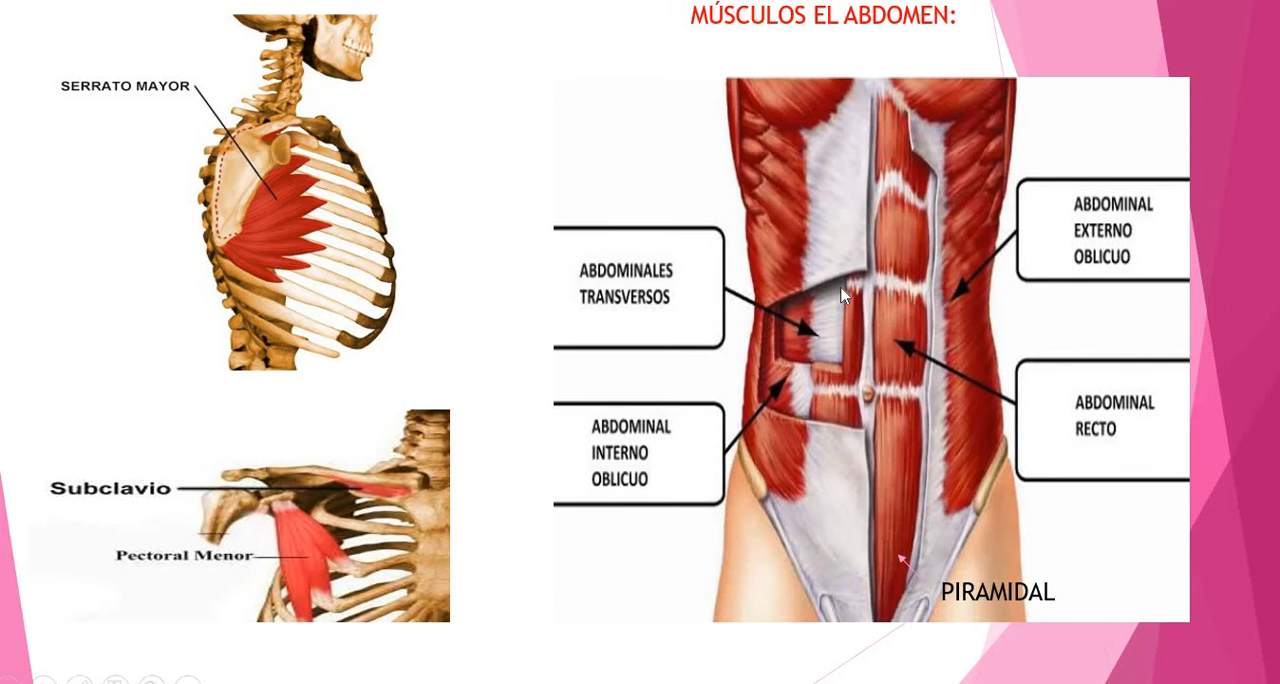 MÚSCULOS EL ABDOMEN:
SERRATO MAYOR
Subclavio
Pectoral Menor
ABDOMINALES
TRANSVERSOS
ABDOMINAL
INTERNO
OBLICUO
ABDOMINAL
EXTERNO
OBLICUO
ABDOMINAL
RECTO
PIRAMIDAL